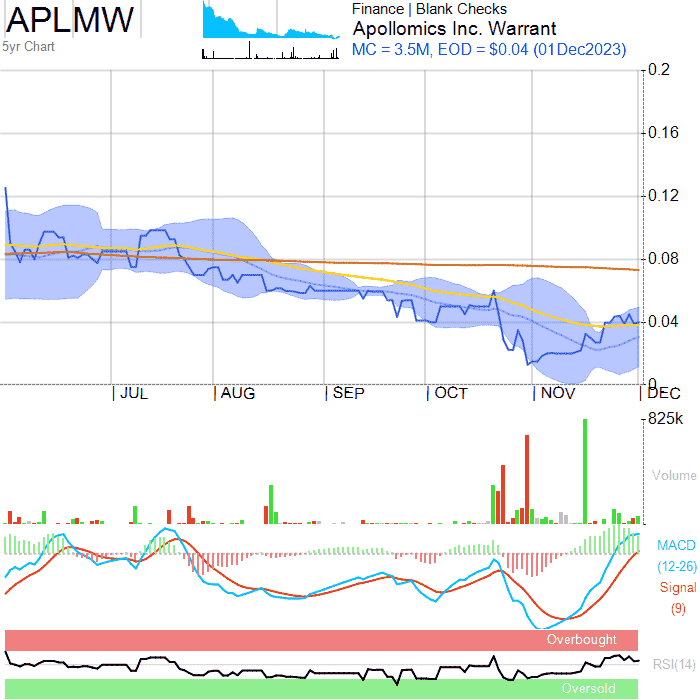 APLMW
5yr Chart
Finance | Blank Checks
Apollomics Inc. Warrant
MC = 3.5M, EOD = $0.04 (01Dec2023)
0.2
0.16
0.12
0.08
0.04
0
JUL
AUG
SEP
OCT
NOV
DEC
825k
Volume
MACD
(12-26)
Signal
(9)
Overbought
RSI(14)
Oversold